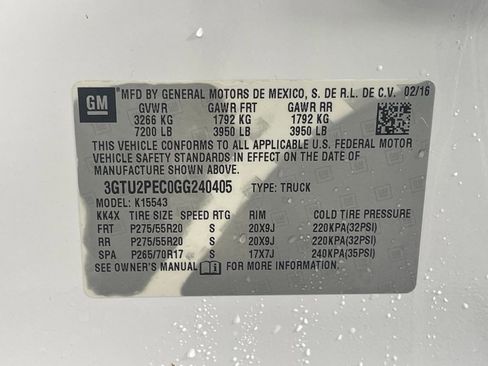 GM
MFD BY GENERAL MOTORS DE MEXICO, S. DE R.L. DE C.V. 02/16
GVWR GAWR FRT GAWR RR
3266 KG 1792 KG 1792 KG
7200 LB 3950 LB 3950 LB
THIS VEHICLE CONFORMS TO ALL APPLICABLE U.S. FEDERAL MOTOR
VEHICLE SAFETY STANDARDS IN EFFECT ON THE DATE OF
MANUFACTURE SHOWN ABOVE.
3GTU2PEC0GG240405 TYPE: TRUCK
MODEL: K15543
KK4X TIRE SIZE SPEED RTG RIM COLD TIRE PRESSURE
FRT P275/55R20 S 20X9J 220KPA(32PSI)
RR P275/55R20 S 20X9J 220KPA(32PSI)
SPA P265/70R17 S 17X7J 240KPA(35PSI)
SEE OWNER'S MANUAL FOR MORE INFORMATION.